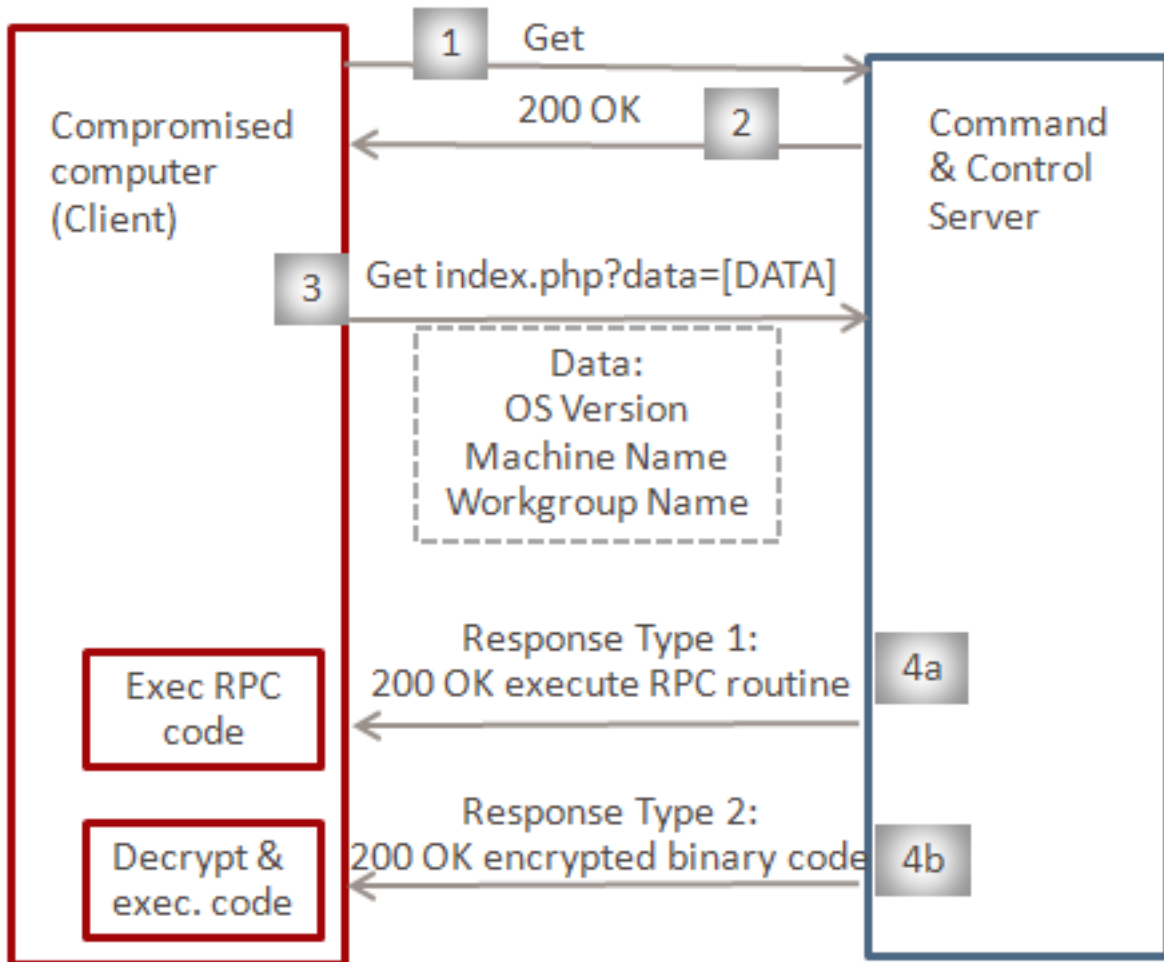 1
Get
200 OK
2
Compromised
computer
(Client)
Command
& Control
Server
3
Get index.php?data=[DATA]
Data:
OS Version
Machine Name
Workgroup Name
Response Type 1:
200 OK execute RPC routine
4a
Exec RPC
code
Response Type 2:
200 OK encrypted binary code
4b
Decrypt &
exec. code